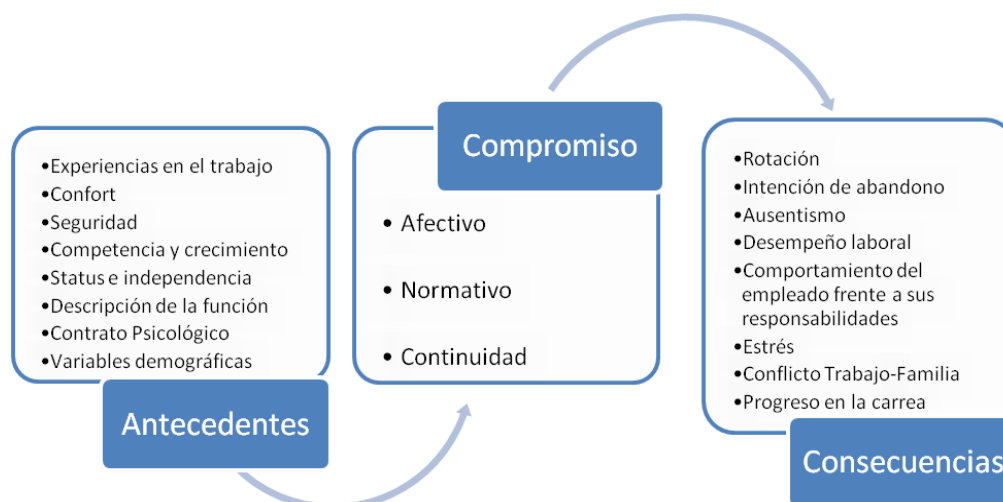 •Experiencias en el trabajo
•Confort
•Seguridad
•Competencia y crecimiento
•Status e independencia
•Descripción de la función
•Contrato Psicológico
•Variables demográficas
Antecedentes
Compromiso
• Afectivo
• Normativo
• Continuidad
•Rotación
•Intención de abandono
•Ausentismo
•Desempeño laboral
•Comportamiento del
empleado frente a sus
responsabilidades
•Estrés
•Conflicto Trabajo-Familia
•Progreso en la carrea
Consecuencias